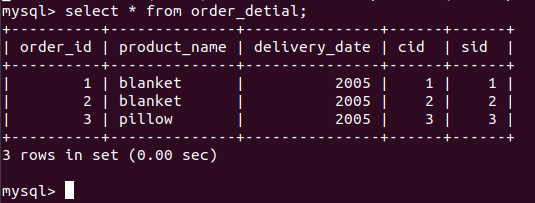 mysql> select * from order_detial;
+----------+--------------+---------------+------+------+
| order_id | product_name | delivery_date | cid  | sid  |
+----------+--------------+---------------+------+------+
|        1 | blanket      |          2005 |    1 |    1 |
|        2 | blanket      |          2005 |    2 |    2 |
|        3 | pillow       |          2005 |    3 |    3 |
+----------+--------------+---------------+------+------+
3 rows in set (0.00 sec)
mysql>